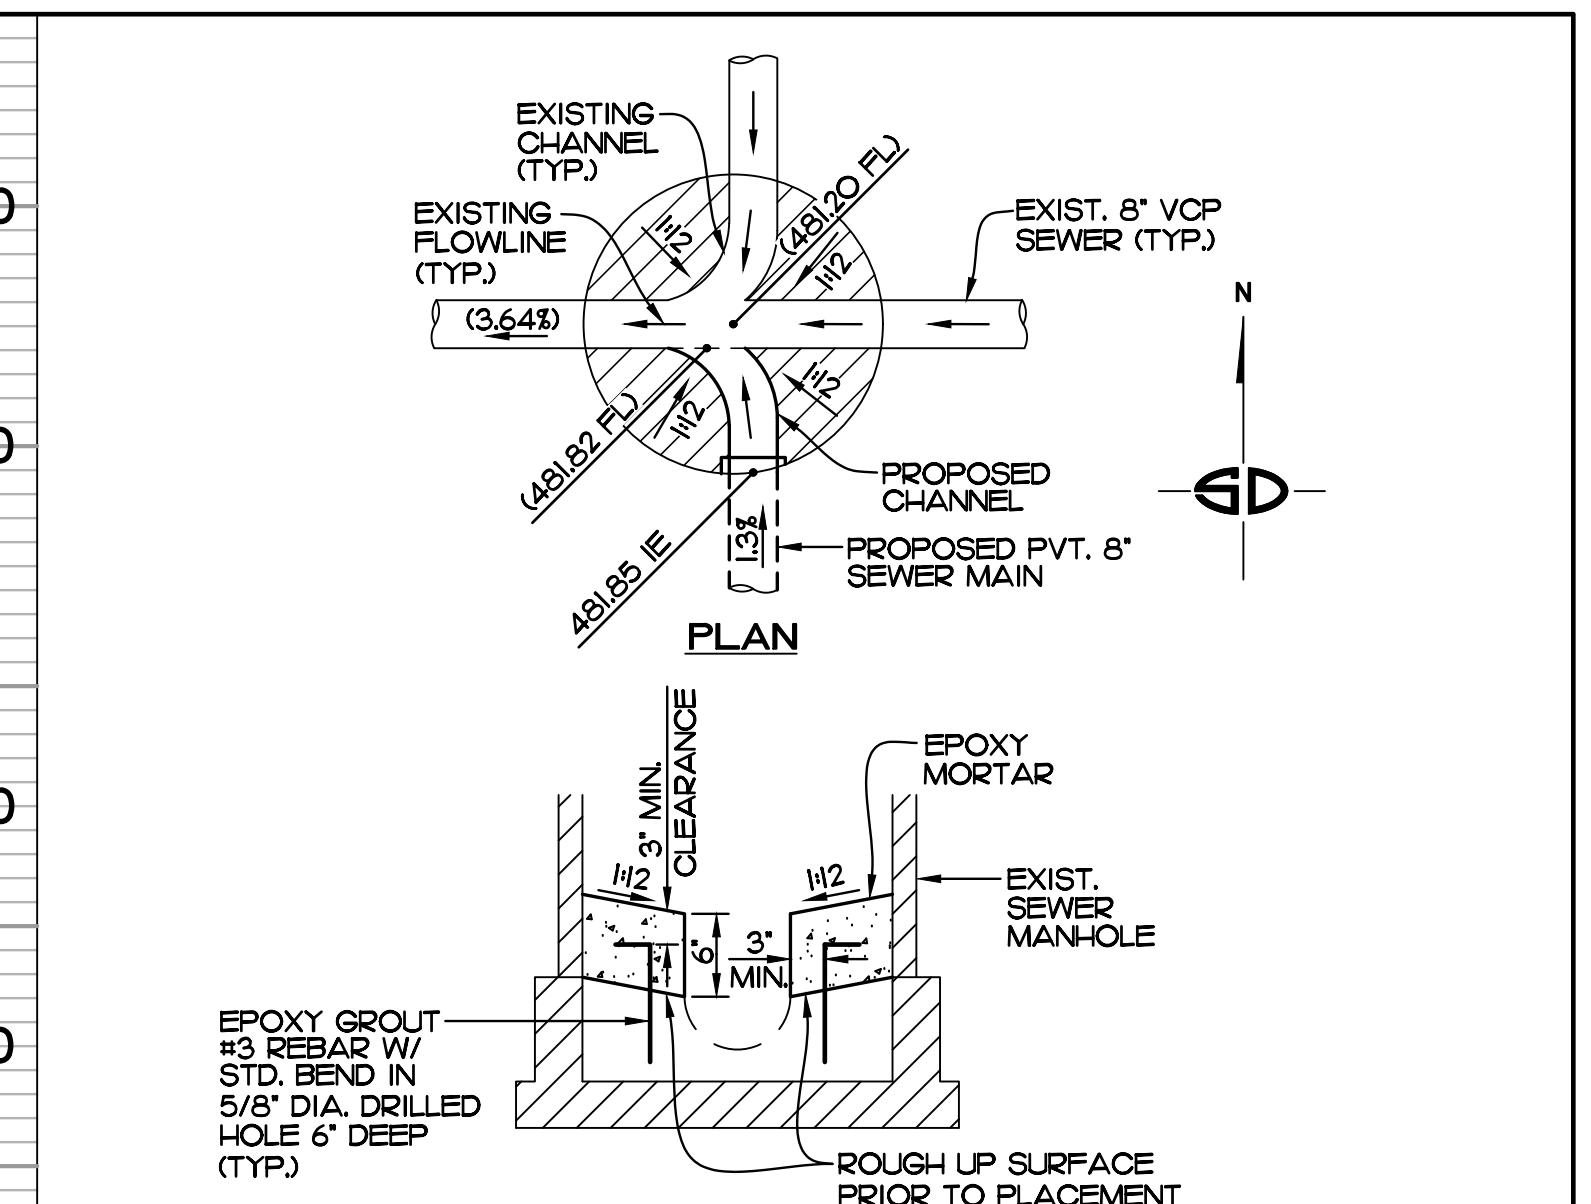 EXISTING
CHANNEL
(TYP.)
(481.20 FL)
EXISTING
FLOWLINE
(TYP.)
1:12
1:12
EXIST. 8" VCP
SEWER (TYP.)
N
(3.64%)
1:12
1:12
(481.82 FL)
PROPOSED
CHANNEL
SD
481.85 IE
1.3%
PROPOSED PVT. 8"
SEWER MAIN
PLAN
3" MIN.
CLEARANCE
EPOXY
MORTAR
1:12
1:12
EXIST.
SEWER
MANHOLE
6"
3"
MIN.
EPOXY GROUT
#3 REBAR W/
STD. BEND IN
5/8" DIA. DRILLED
HOLE 6" DEEP
(TYP.)
ROUGH UP SURFACE
PRIOR TO PLACEMENT
0
0
0
0